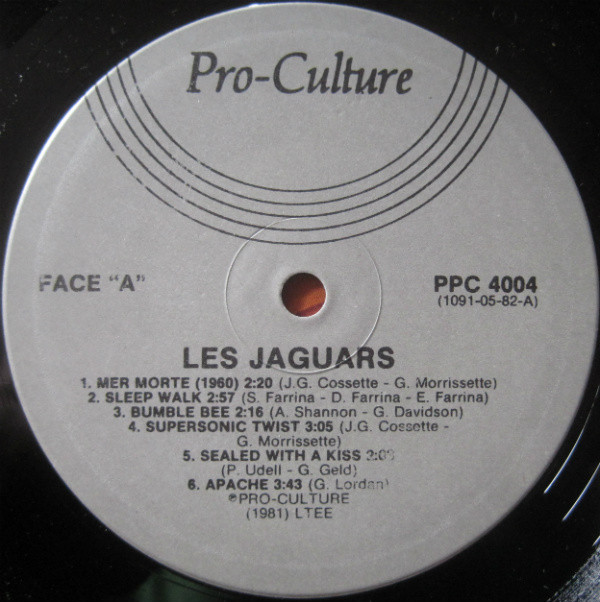 Pro-Culture
FACE "A"
PPC 4004
(1091-05-82-A)
LES JAGUARS
1. MER MORTE (1960) 2:20 (J.G. Cossette - G. Morrissette)
2. SLEEP WALK 2:57 (S. Farrina - D. Farrina - E. Farrina)
3. BUMBLE BEE 2:16 (A. Shannon - G. Davidson)
4. SUPERSONIC TWIST 3:05 (J.G. Cossette -
G. Morrissette)
5. SEALED WITH A KISS
(P. Udell - G. Geld)
6. APACHE 3:43 (G. Lordan)
℗PRO-CULTURE
(1981) LTEE